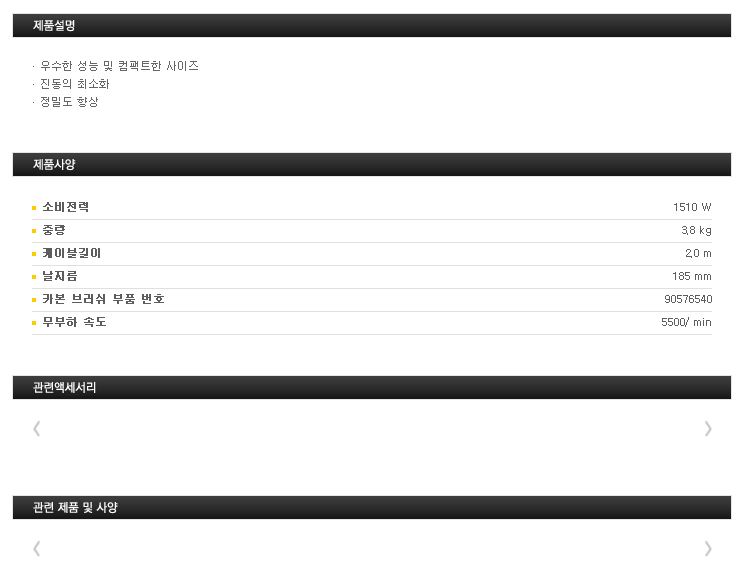 제품설명
· 우수한 성능 및 컴팩트한 사이즈
· 진동의 최소화
· 정밀도 향상
제품사양
소비전력 1510 W
중량 3.8 kg
케이블길이 2.0 m
날지름 185 mm
카본 브러쉬 부품 번호 90576540
무부하 속도 5500/ min
관련액세서리
관련 제품 및 사양